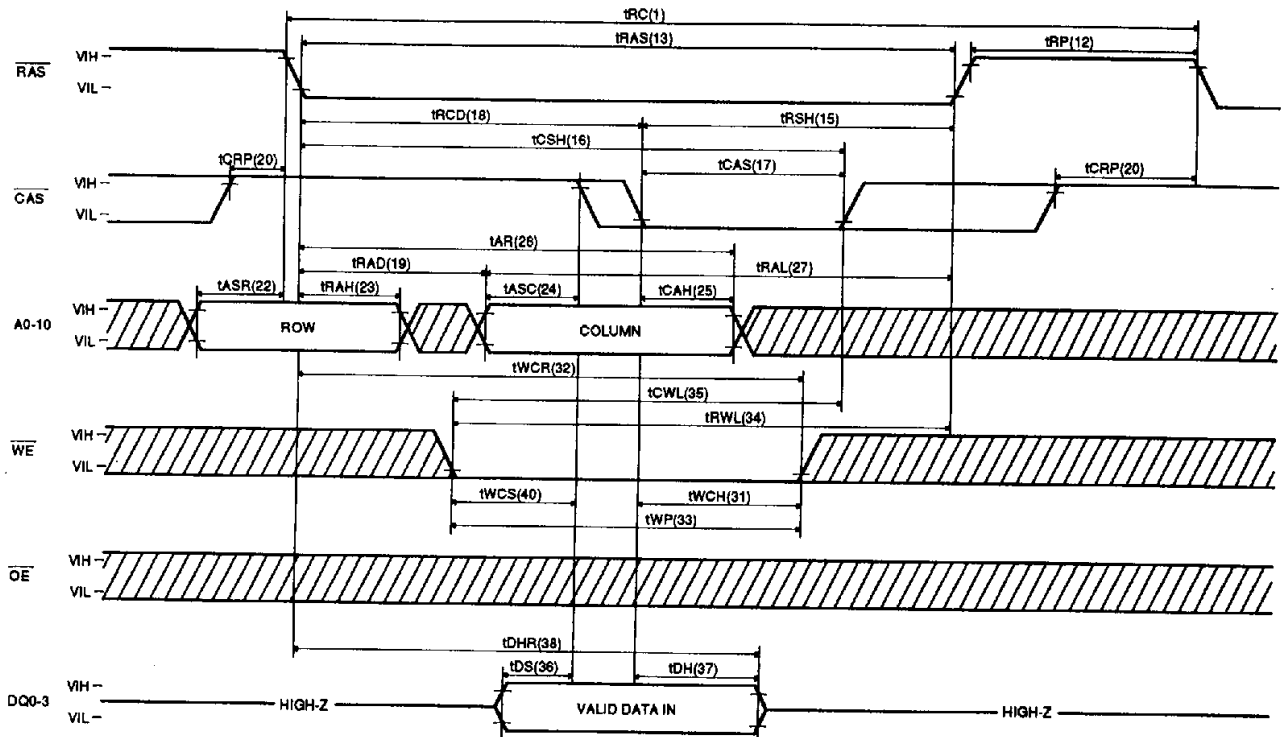 tRC(1)
tRAS(13)
tRP(12)
RAS
VIH
VIL
tRCD(18)
tRSH(15)
tCSH(16)
tCRP(20)
tCAS(17)
tCRP(20)
CAS
VIH
VIL
tAR(26)
tRAD(19)
tRAL(27)
tASR(22)
tRAH(23)
tASC(24)
tCAH(25)
A0-10
VIH
VIL
ROW
COLUMN
tWCR(32)
tCWL(35)
tRWL(34)
WE
VIH
VIL
tWCS(40)
tWCH(31)
tWP(33)
OE
VIH
VIL
tDHR(38)
tDS(36)
tDH(37)
DQ0-3
VIH
VIL
HIGH-Z
VALID DATA IN
HIGH-Z